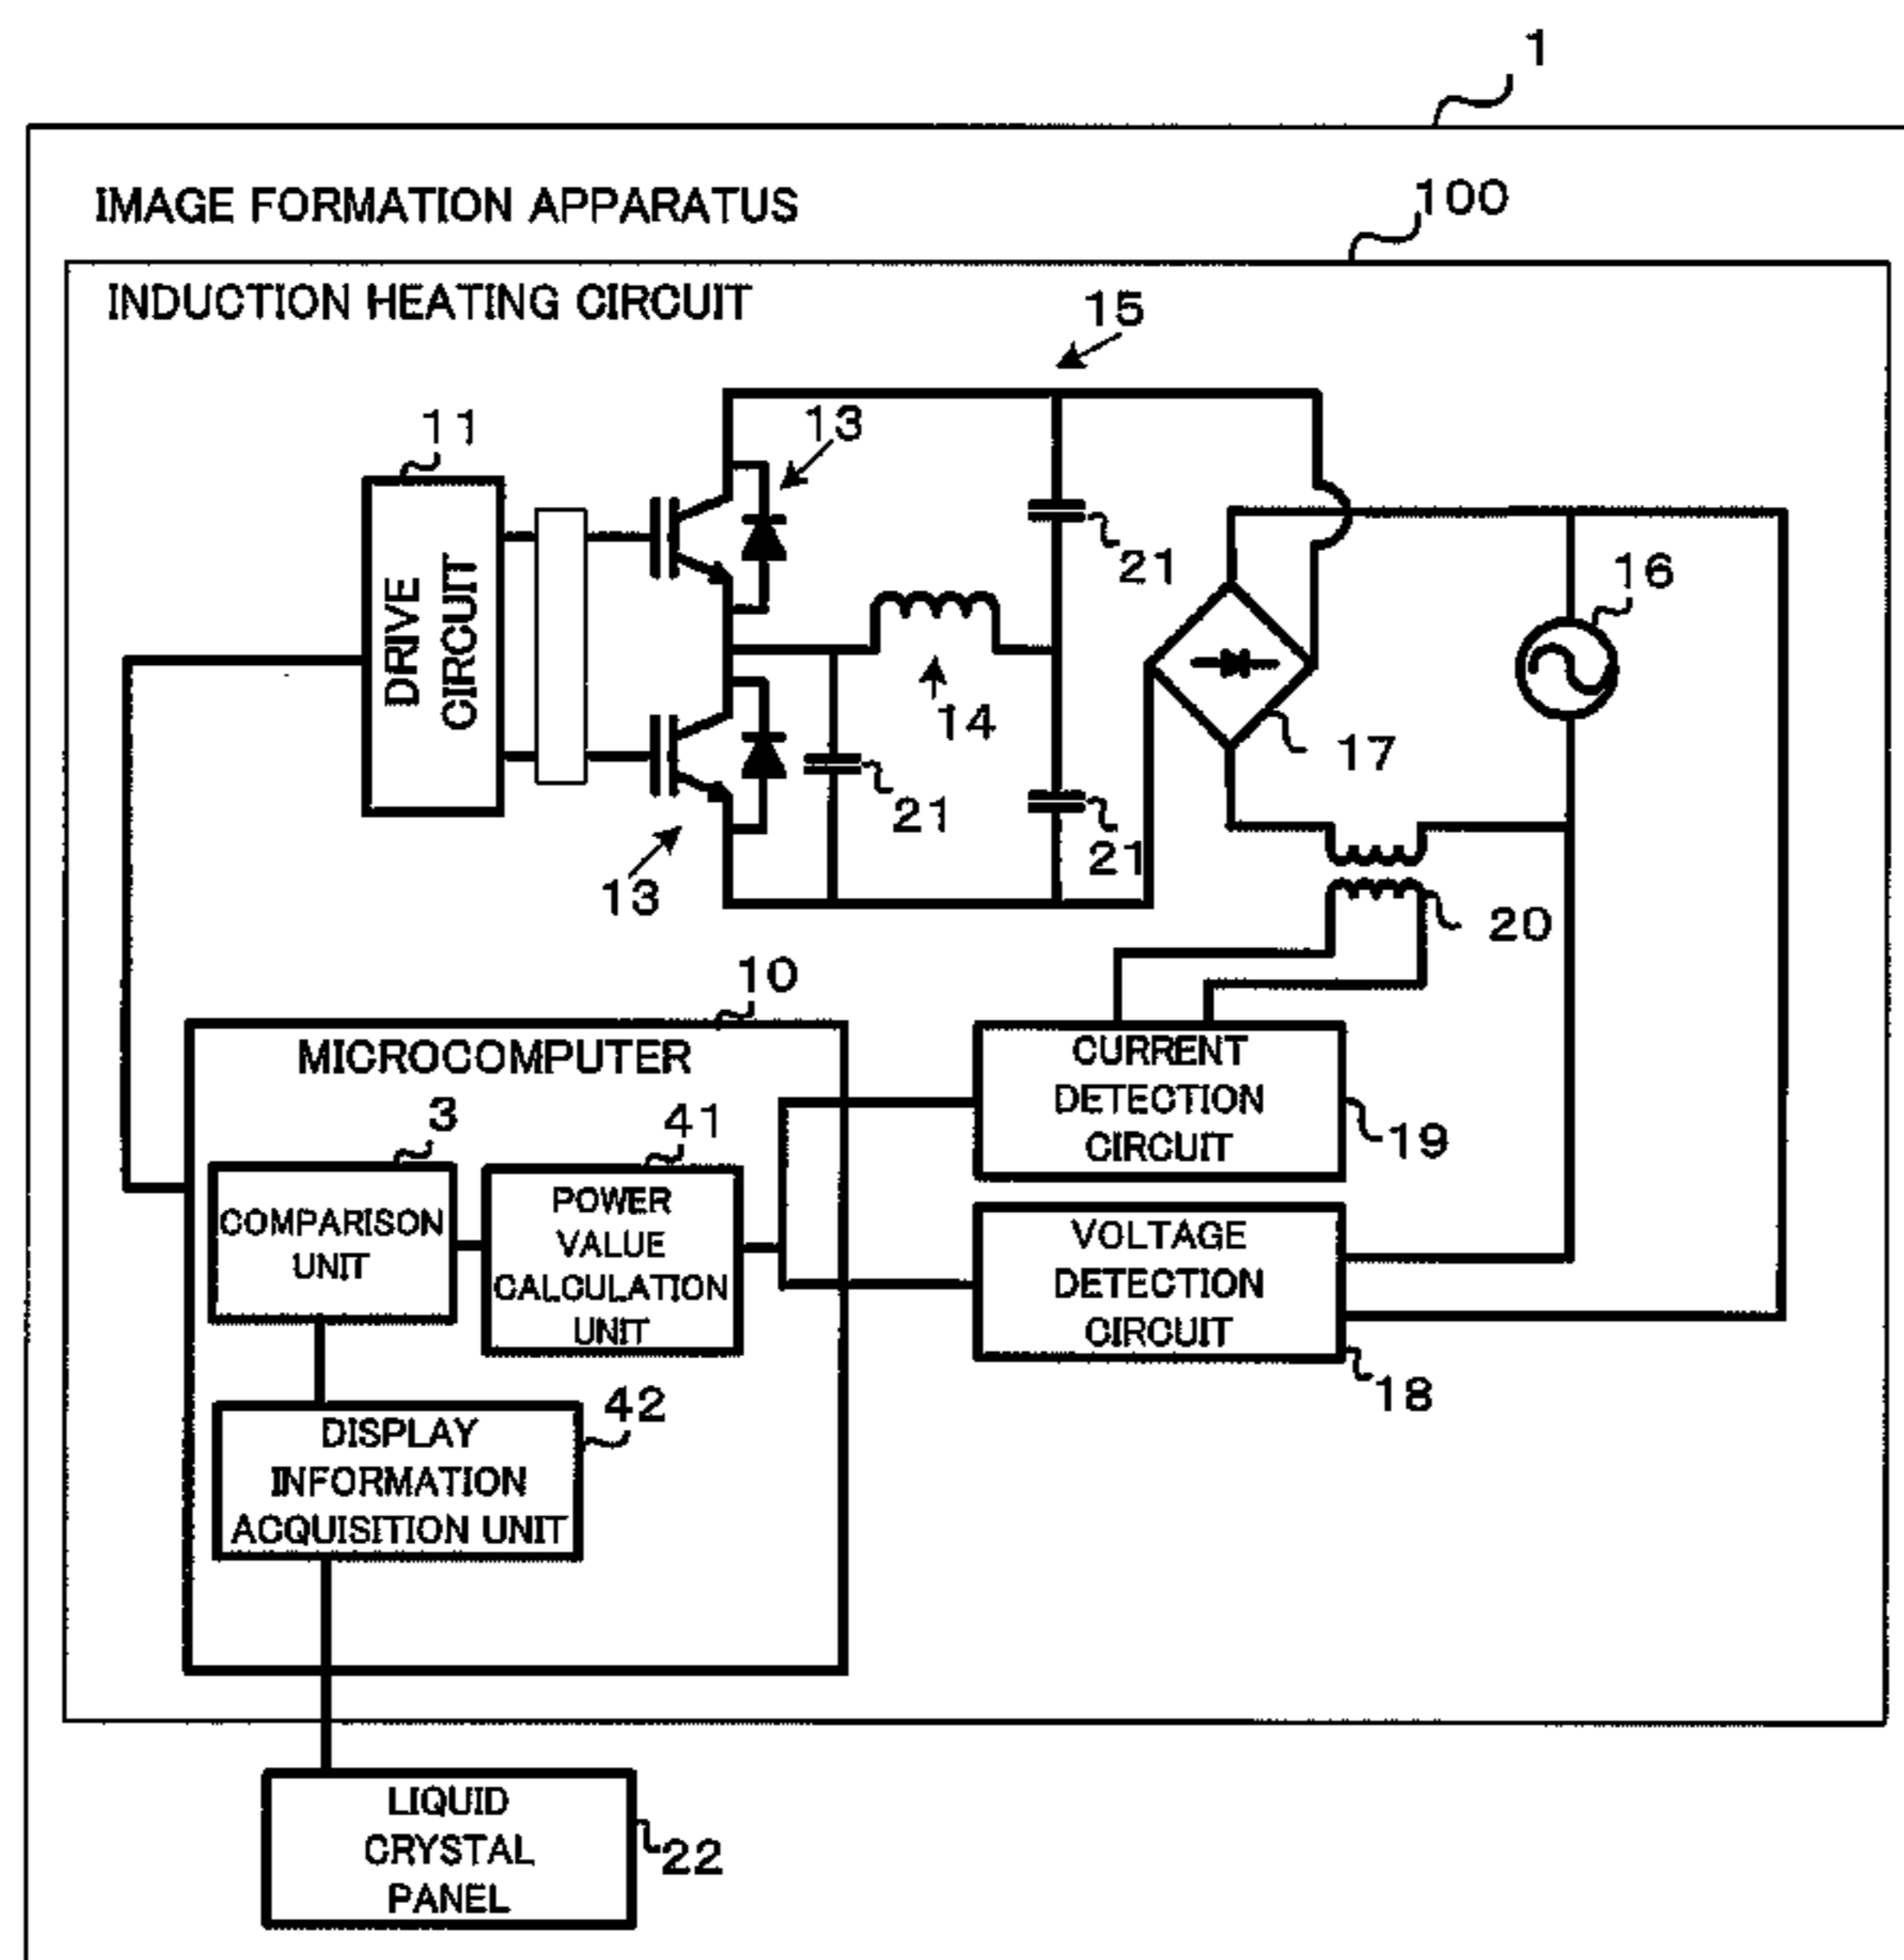 1
IMAGE FORMATION APPARATUS
100
INDUCTION HEATING CIRCUIT
15
11
13
DRIVE
CIRCUIT
21
16
14
17
21
21
13
20
10
MICROCOMPUTER
CURRENT
DETECTION
CIRCUIT
19
3
41
COMPARISON
UNIT
POWER
VALUE
CALCULATION
UNIT
VOLTAGE
DETECTION
CIRCUIT
18
42
DISPLAY
INFORMATION
ACQUISITION UNIT
LIQUID
CRYSTAL
PANEL
22